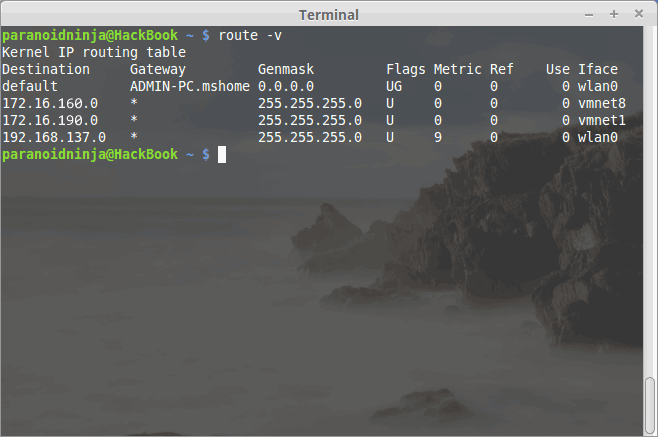 Terminal
paranoidninja@HackBook ~ $ route -v
Kernel IP routing table
Destination     Gateway         Genmask         Flags Metric Ref    Use Iface
default         ADMIN-PC.mshome 0.0.0.0         UG    0      0        0 wlan0
172.16.160.0    *               255.255.255.0   U     0      0        0 vmnet8
172.16.190.0    *               255.255.255.0   U     0      0        0 vmnet1
192.168.137.0   *               255.255.255.0   U     9      0        0 wlan0
paranoidninja@HackBook ~ $